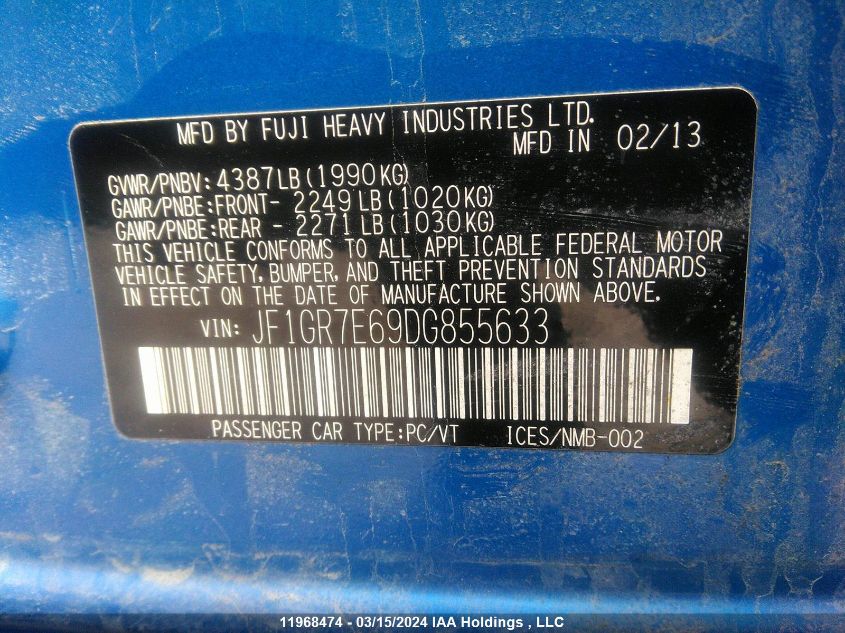 MFD BY FUJI HEAVY INDUSTRIES LTD.
MFD IN 02/13
GVWR/PNBV: 4387LB(1990KG)
GAWR/PNBE:FRONT- 2249LB(1020KG)
GAWR/PNBE:REAR - 2271LB(1030KG)
THIS VEHICLE CONFORMS TO ALL APPLICABLE FEDERAL MOTOR
VEHICLE SAFETY, BUMPER, AND THEFT PREVENTION STANDARDS
IN EFFECT ON THE DATE OF MANUFACTURE SHOWN ABOVE.
VIN: JF1GR7E69DG855633
PASSENGER CAR TYPE:PC/VT ICES/NMB-002
11968474 - 03/15/2024 IAA Holdings , LLC